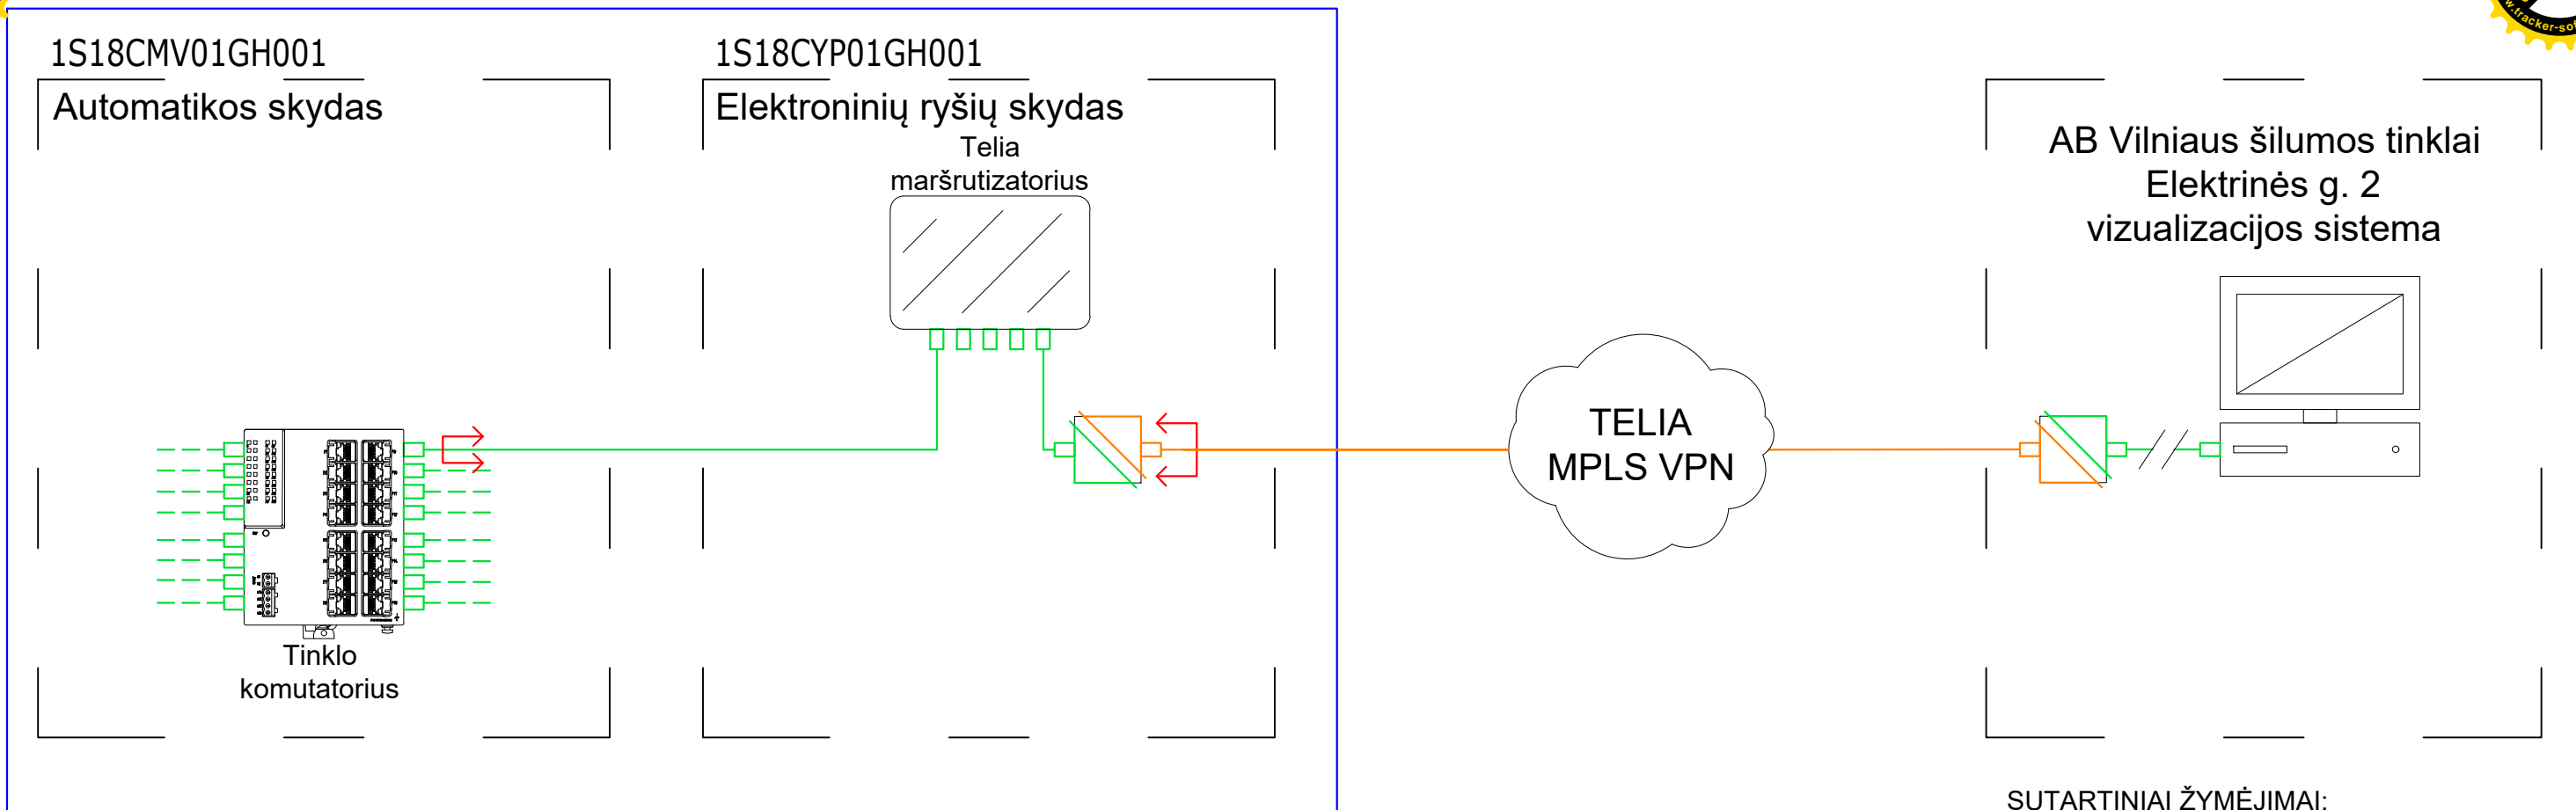 1S18CMV01GH001
Automatikos skydas
Tinklo
komutatorius
1S18CYP01GH001
Elektroninių ryšių skydas
Telia
maršrutizatorius
TELIA
MPLS VPN
AB Vilniaus šilumos tinklai
Elektrinės g. 2
vizualizacijos sistema
SUTARTINIAI ŽYMĖJIMAI: